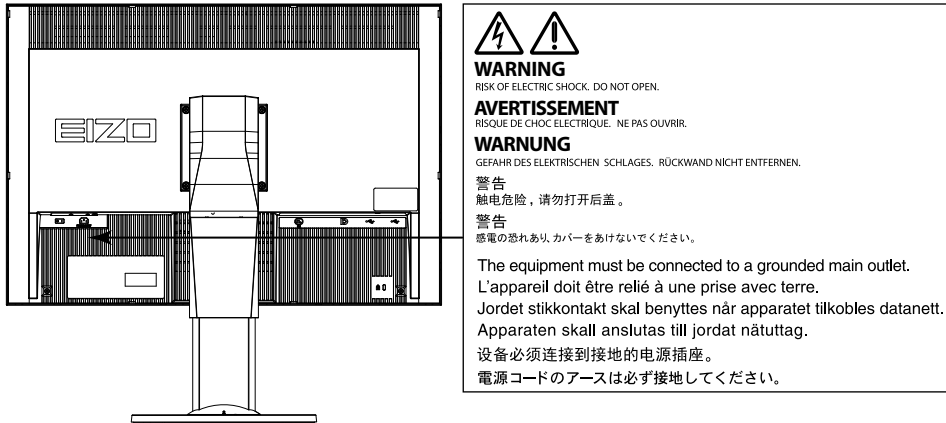 EIZO
WARNING
RISK OF ELECTRIC SHOCK. DO NOT OPEN.
AVERTISSEMENT
RISQUE DE CHOC ELECTRIQUE. NE PAS OUVRIR.
WARNUNG
GEFAHR DES ELEKTRISCHEN SCHLAGES. RÜCKWAND NICHT ENTFERNEN.
警告
触电危险，请勿打开后盖。
警告
感電の恐れあり、カバーをあけないでください。
The equipment must be connected to a grounded main outlet.
L'appareil doit être relié à une prise avec terre.
Jordet stikkontakt skal benyttes når apparatet tilkobles datanett.
Apparaten skall anslutas till jordat nätuttag.
设备必须连接到接地的电源插座。
電源コードのアースは必ず接地してください。